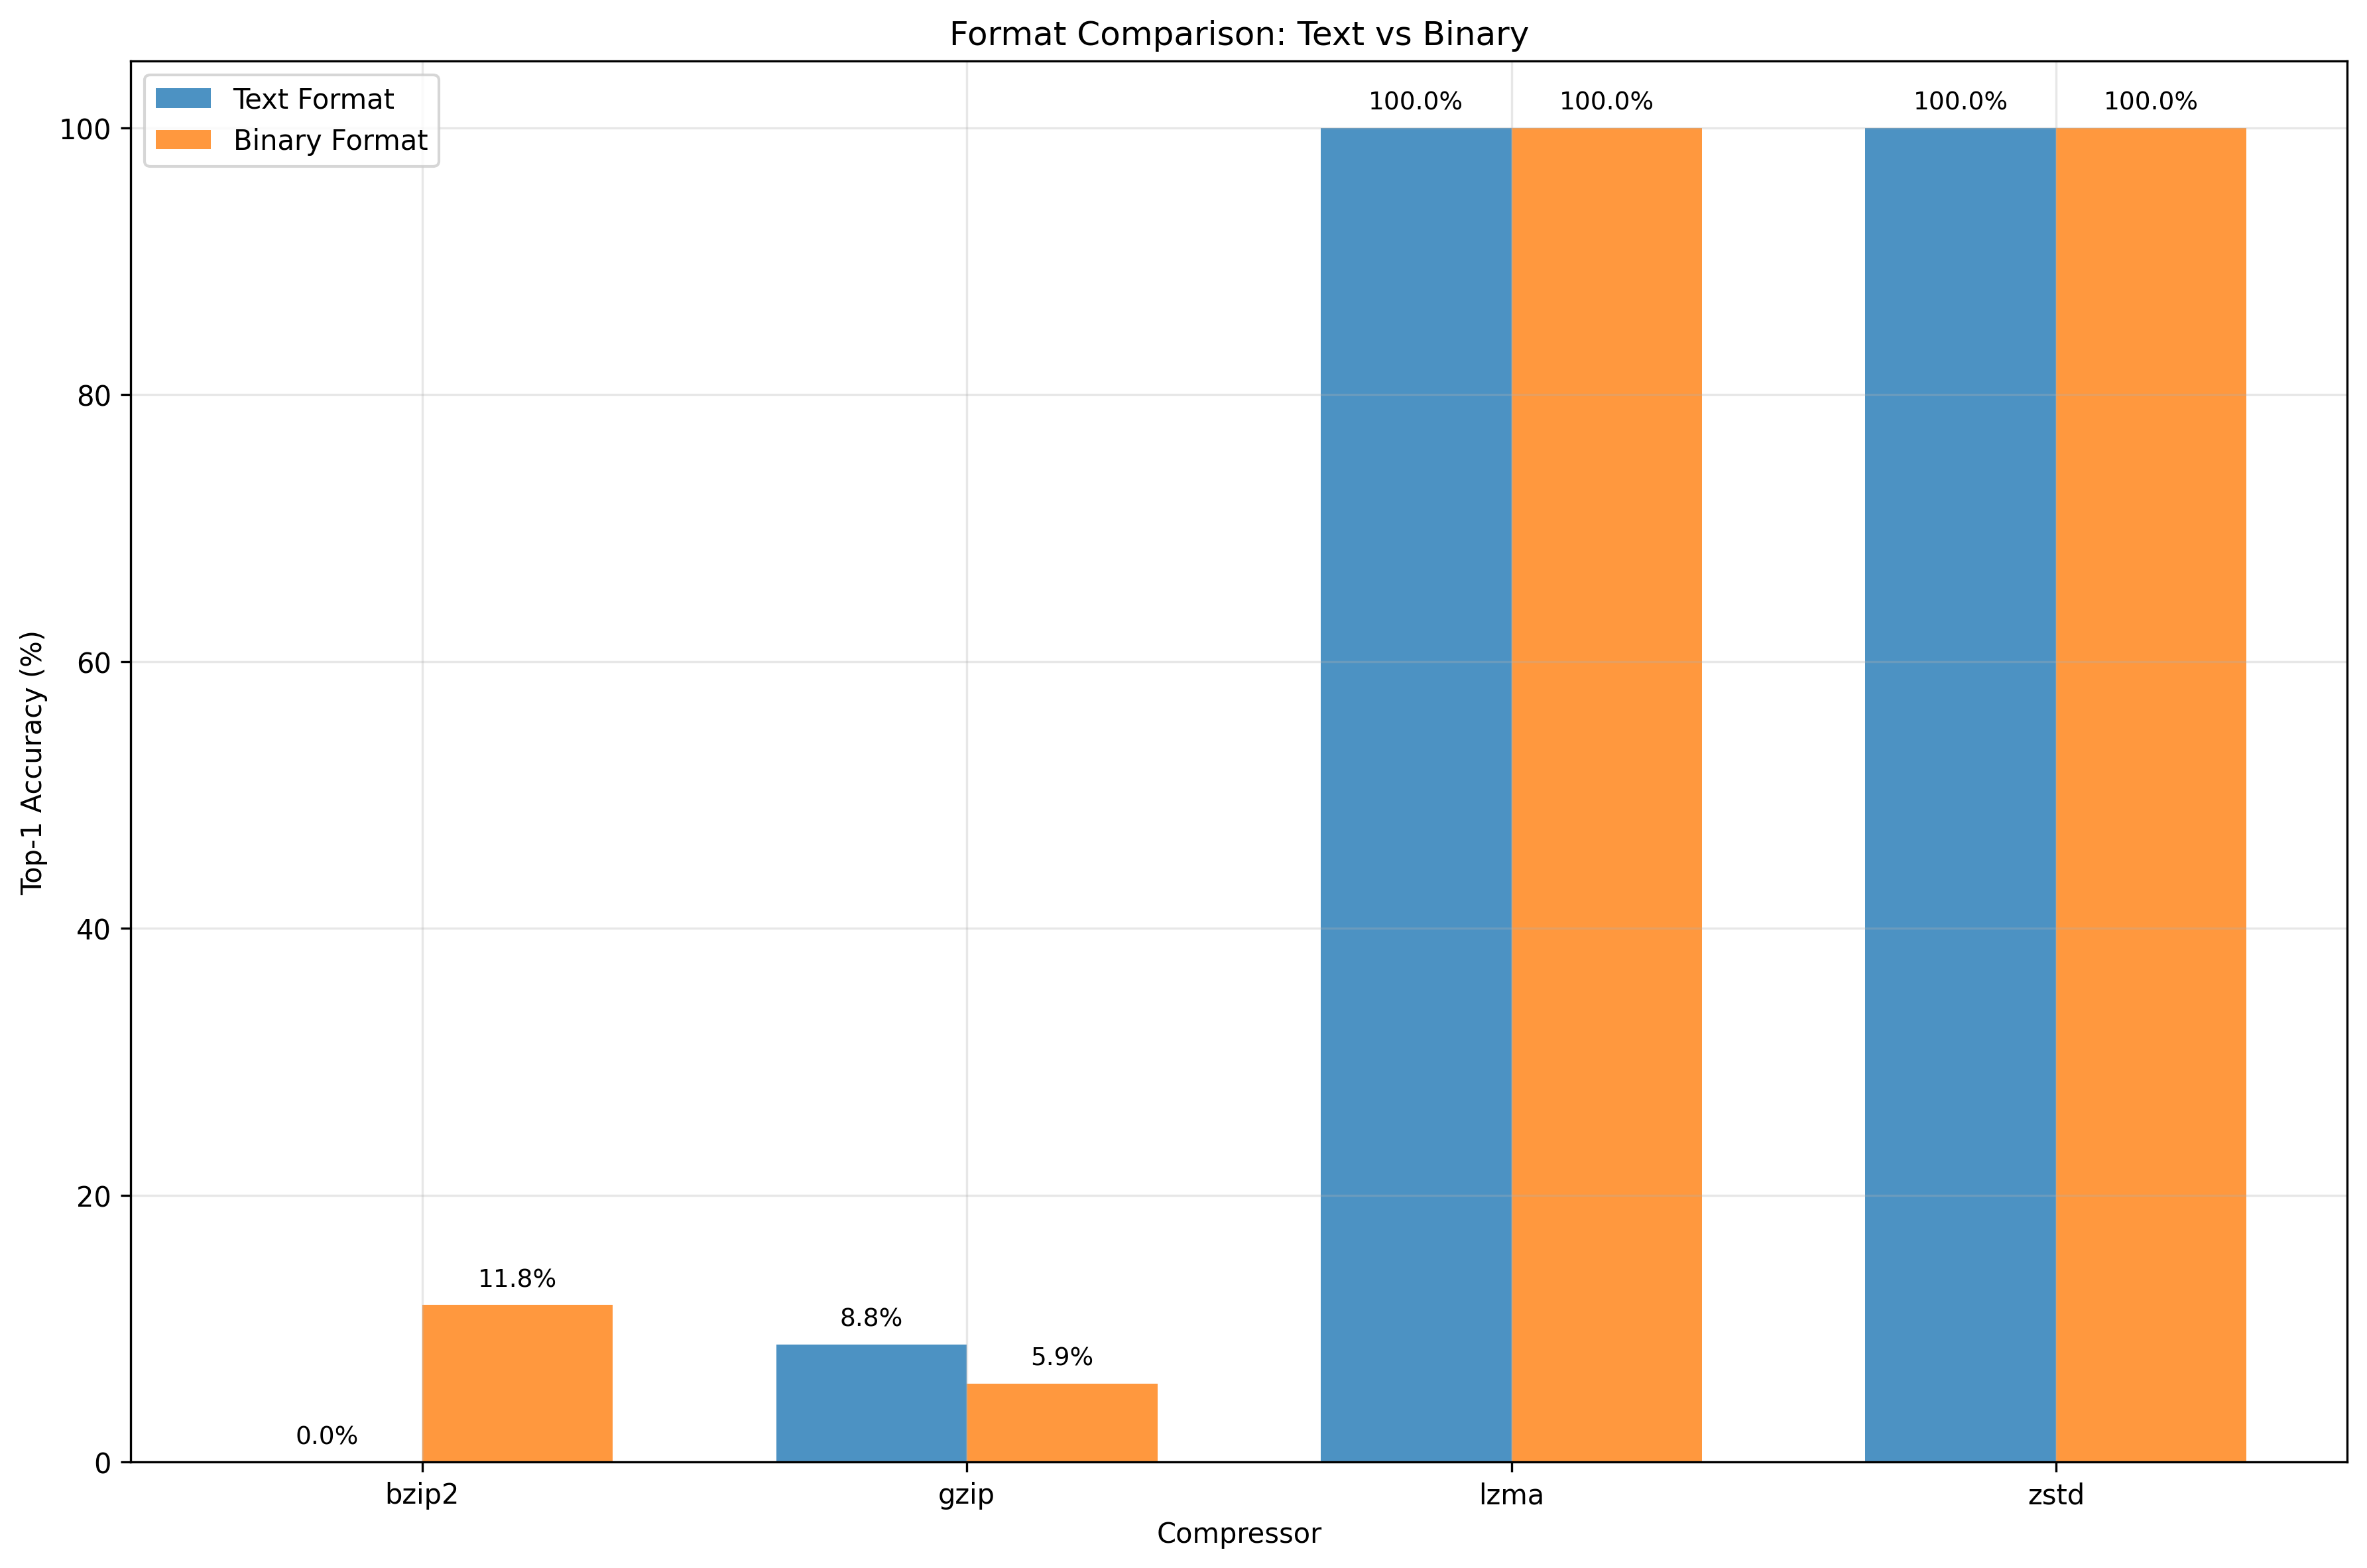 Format Comparison: Text vs Binary
Text Format
Binary Format
Top-1 Accuracy (%)
100
80
60
40
20
0
0.0%
11.8%
8.8%
5.9%
100.0%
100.0%
100.0%
100.0%
bzip2
gzip
lzma
zstd
Compressor